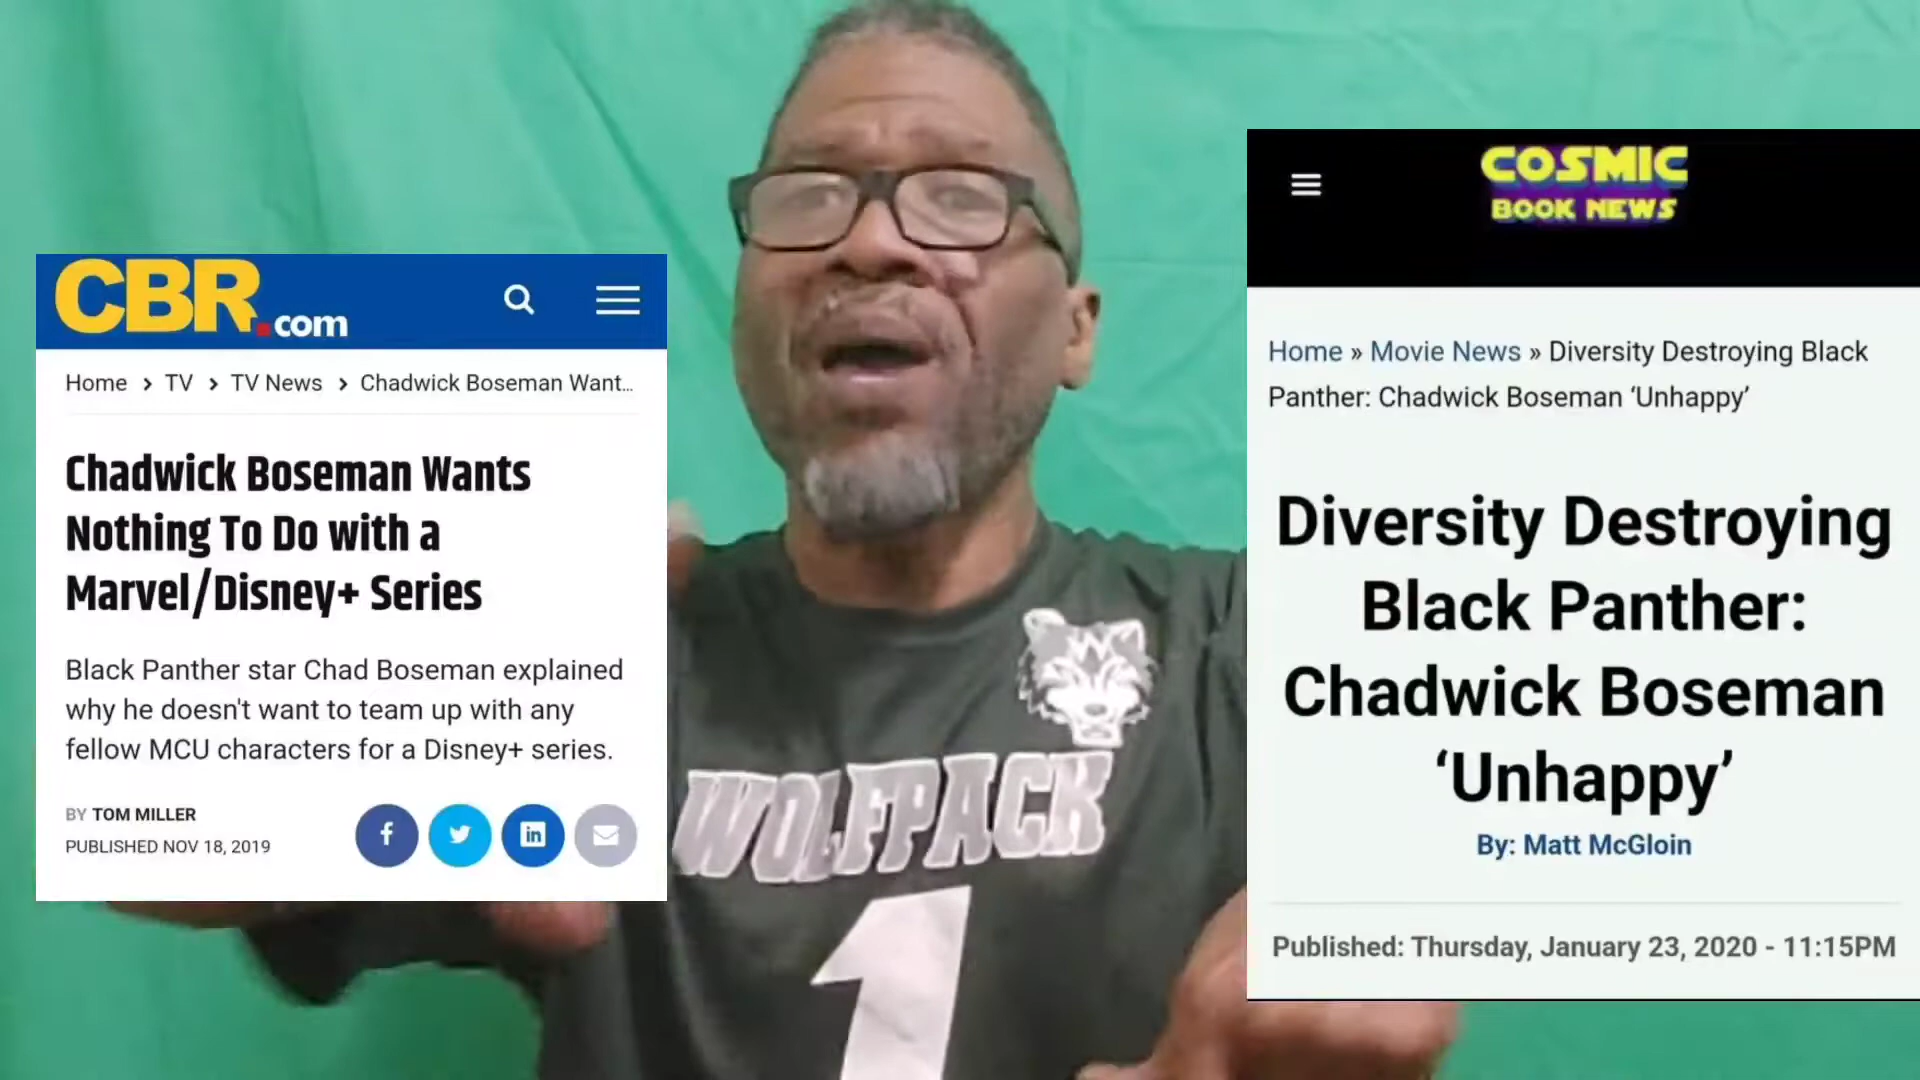 CBR.com
Home > TV > TV News > Chadwick Boseman Want...
Chadwick Boseman Wants
Nothing To Do with a
Marvel/Disney+ Series
Black Panther star Chad Boseman explained
why he doesn't want to team up with any
fellow MCU characters for a Disney+ series.
BY TOM MILLER
PUBLISHED NOV 18, 2019
f
in
WOLFPACK
1
COSMIC
BOOK NEWS
Home » Movie News » Diversity Destroying Black
Panther: Chadwick Boseman ‘Unhappy’
Diversity Destroying
Black Panther:
Chadwick Boseman
‘Unhappy’
By: Matt McGloin
Published: Thursday, January 23, 2020 - 11:15PM